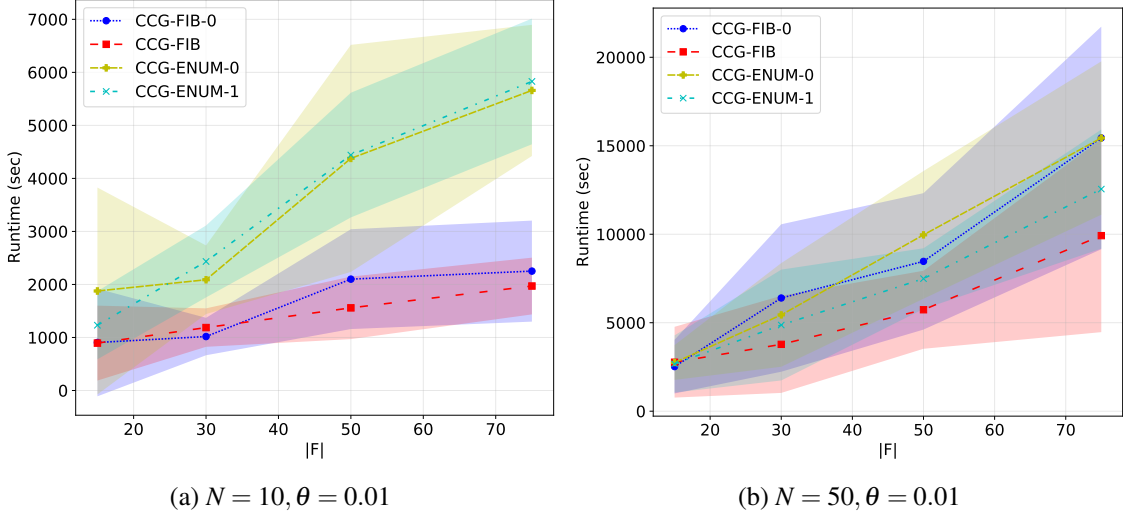 7000
6000
5000
4000
3000
2000
1000
0
Runtime (sec)
CCG-FIB-0
CCG-FIB
CCG-ENUM-0
CCG-ENUM-1
20 30 40 50 60 70
|F|
(a) N = 10, θ = 0.01
20000
15000
10000
5000
0
Runtime (sec)
CCG-FIB-0
CCG-FIB
CCG-ENUM-0
CCG-ENUM-1
20 30 40 50 60 70
|F|
(b) N = 50, θ = 0.01